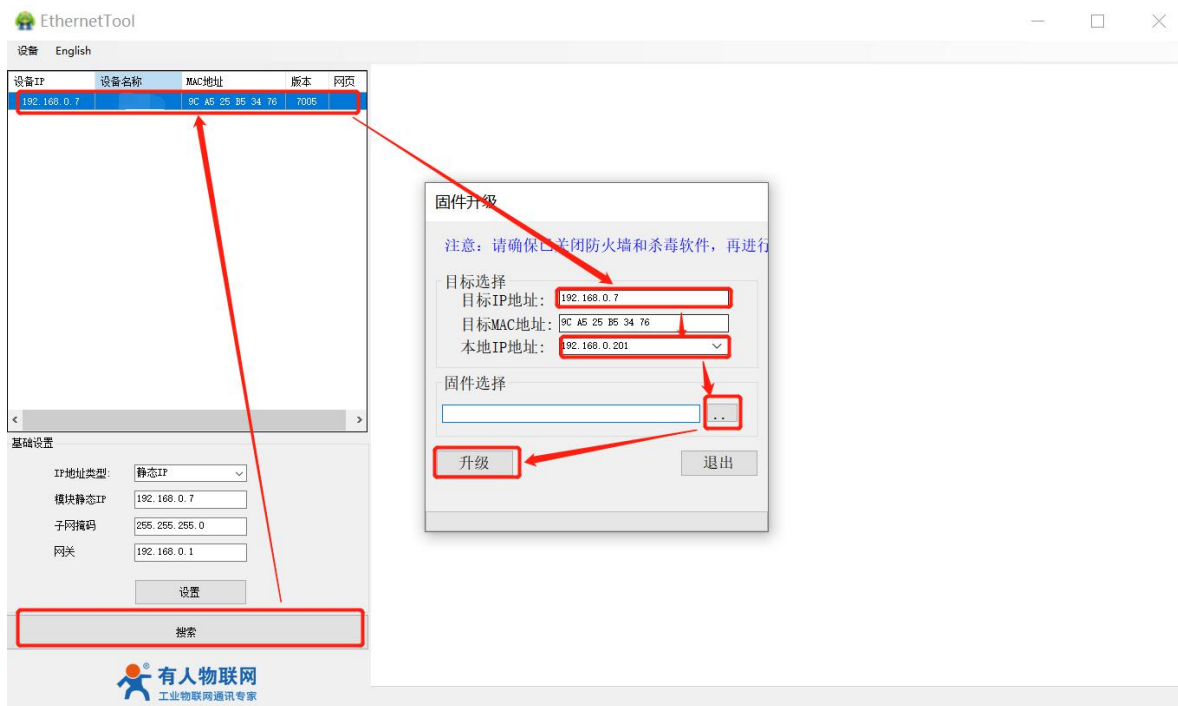 EthernetTool
设备 English
设备IP 设备名称 MAC地址 版本 网页
192.168.0.7 9C A5 25 B5 34 76 7005
固件升级
注意：请确保已关闭防火墙和杀毒软件，再进行
目标选择
目标IP地址： 192.168.0.7
目标MAC地址： 9C A5 25 B5 34 76
本地IP地址： 192.168.0.201
固件选择
..
升级 退出
基础设置
IP地址类型: 静态IP
模块静态IP 192.168.0.7
子网掩码 255.255.255.0
网关 192.168.0.1
设置
搜索
有人物联网®
工业物联网通讯专家